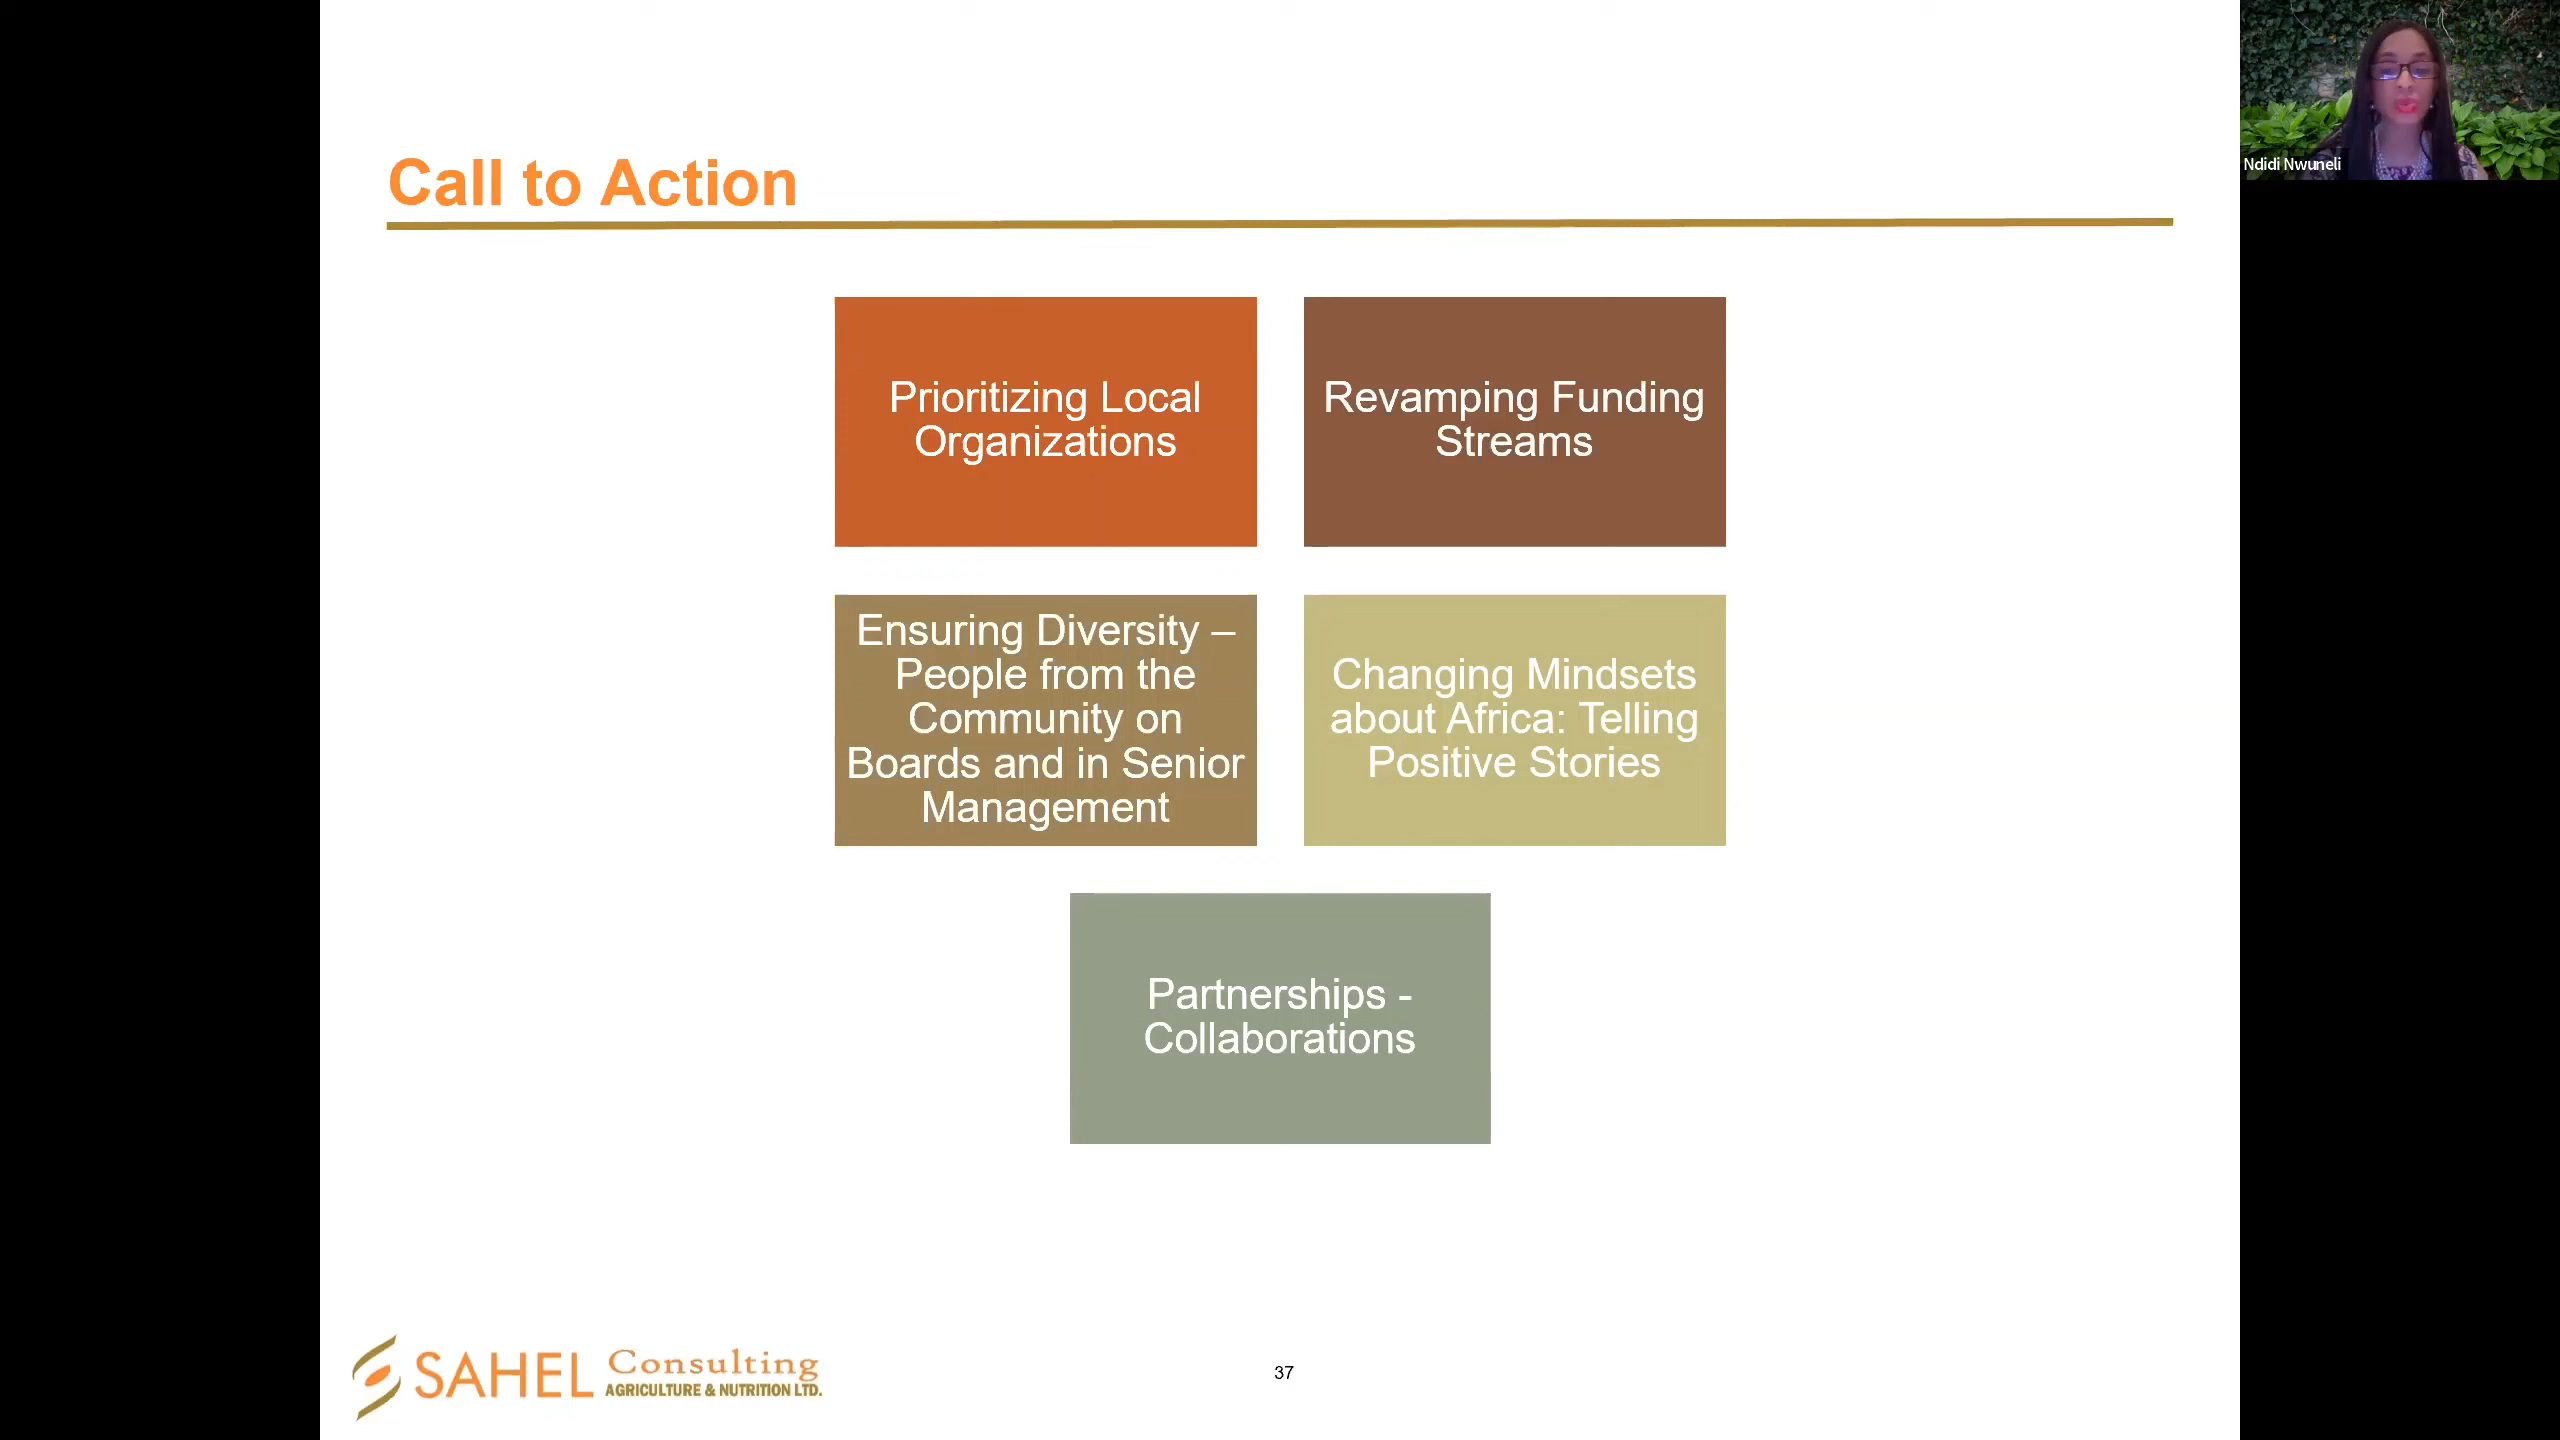 Call to Action
Ndidi Nwuneli
Prioritizing Local
Organizations
Revamping Funding
Streams
Ensuring Diversity –
People from the
Community on
Boards and in Senior
Management
Changing Mindsets
about Africa: Telling
Positive Stories
Partnerships -
Collaborations
SAHEL Consulting
AGRICULTURE & NUTRITION LTD.
37